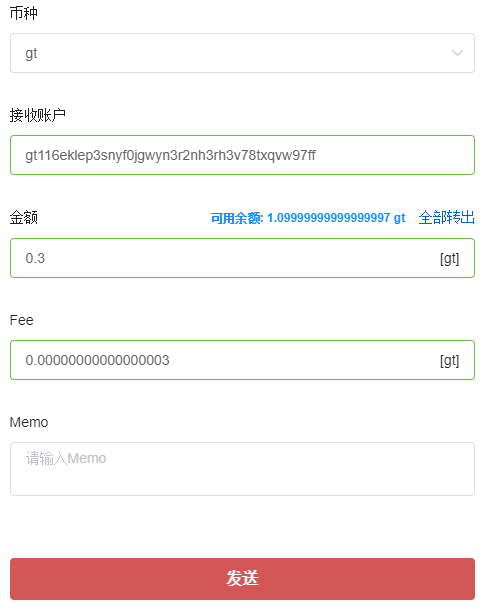 币种
gt
接收账户
gt116eklep3snyf0jgwyn3r2nh3rh3v78txqvw97ff
金额 可用余额: 1.09999999999999997 gt 全部转出
0.3 [gt]
Fee
0.00000000000000003 [gt]
Memo
请输入Memo
发送